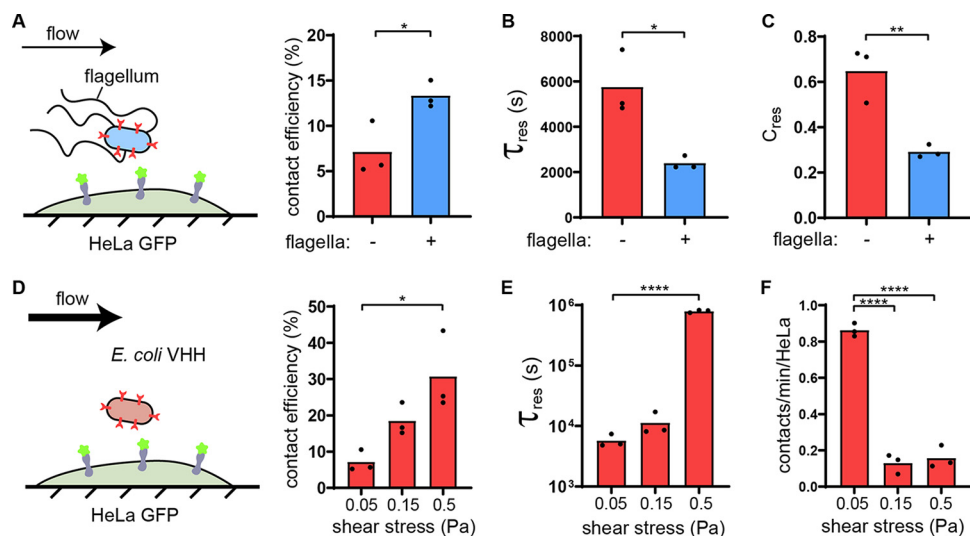 A
flow
flagellum
HeLa GFP
contact efficiency (%)
20
15
10
5
0
*
flagella: - +
B
τres (s)
8000
6000
4000
2000
0
*
flagella: - +
C
Cres
0.8
0.6
0.4
0.2
0.0
**
flagella: - +
D
flow
E. coli VHH
HeLa GFP
contact efficiency (%)
50
40
30
20
10
0
*
0.05 0.15 0.5
shear stress (Pa)
E
τres (s)
10⁶
10⁵
10⁴
10³
****
0.05 0.15 0.5
shear stress (Pa)
F
contacts/min/HeLa
1.0
0.8
0.6
0.4
0.2
0.0
****
****
0.05 0.15 0.5
shear stress (Pa)